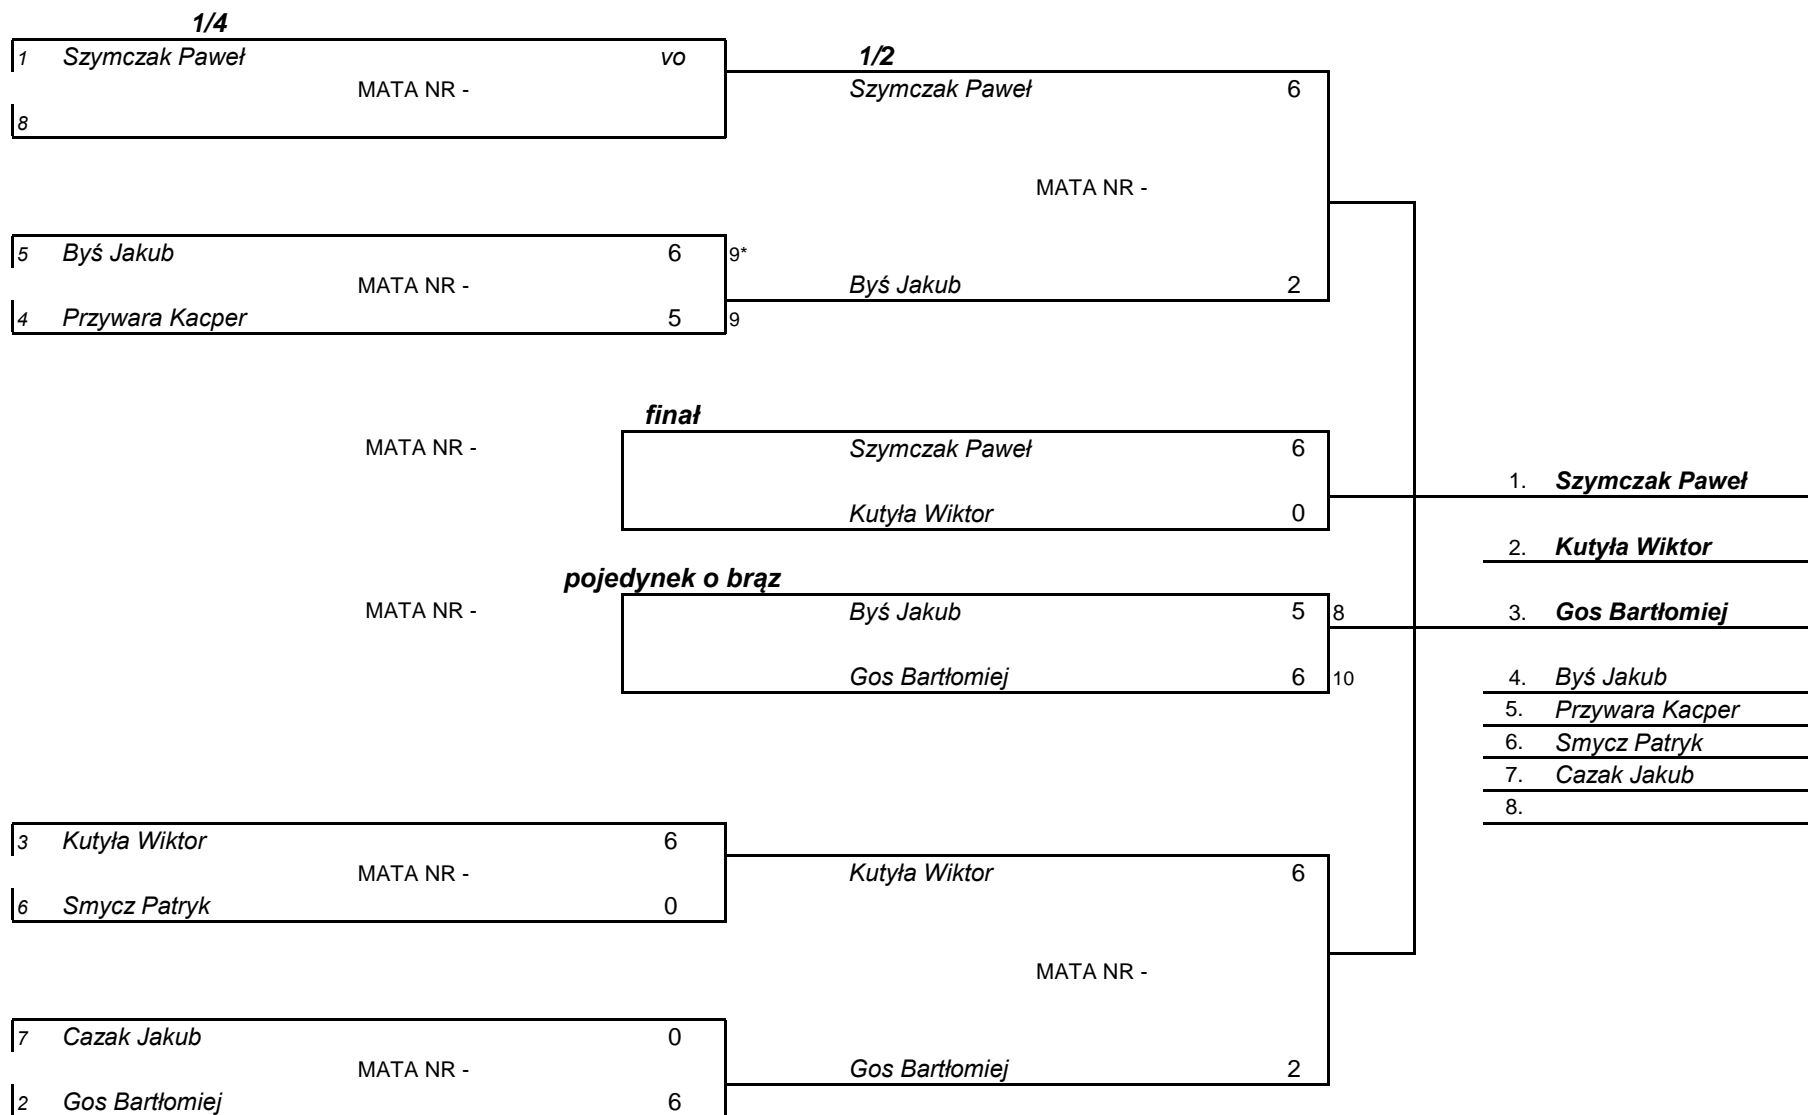 1/4
1 Szymczak Paweł vo
1/2
MATA NR -
Szymczak Paweł 6
8
MATA NR -
5 Byś Jakub 6 9*
MATA NR -
Byś Jakub 2
4 Przywara Kacper 5 9
finał
MATA NR -
Szymczak Paweł 6
1. Szymczak Paweł
Kutyła Wiktor 0
2. Kutyła Wiktor
pojedynek o brąz
MATA NR -
Byś Jakub 5 8
3. Gos Bartłomiej
Gos Bartłomiej 6 10
4. Byś Jakub
5. Przywara Kacper
6. Smycz Patryk
7. Cazak Jakub
8.
3 Kutyła Wiktor 6
MATA NR -
Kutyła Wiktor 6
6 Smycz Patryk 0
MATA NR -
7 Cazak Jakub 0
MATA NR -
Gos Bartłomiej 2
2 Gos Bartłomiej 6